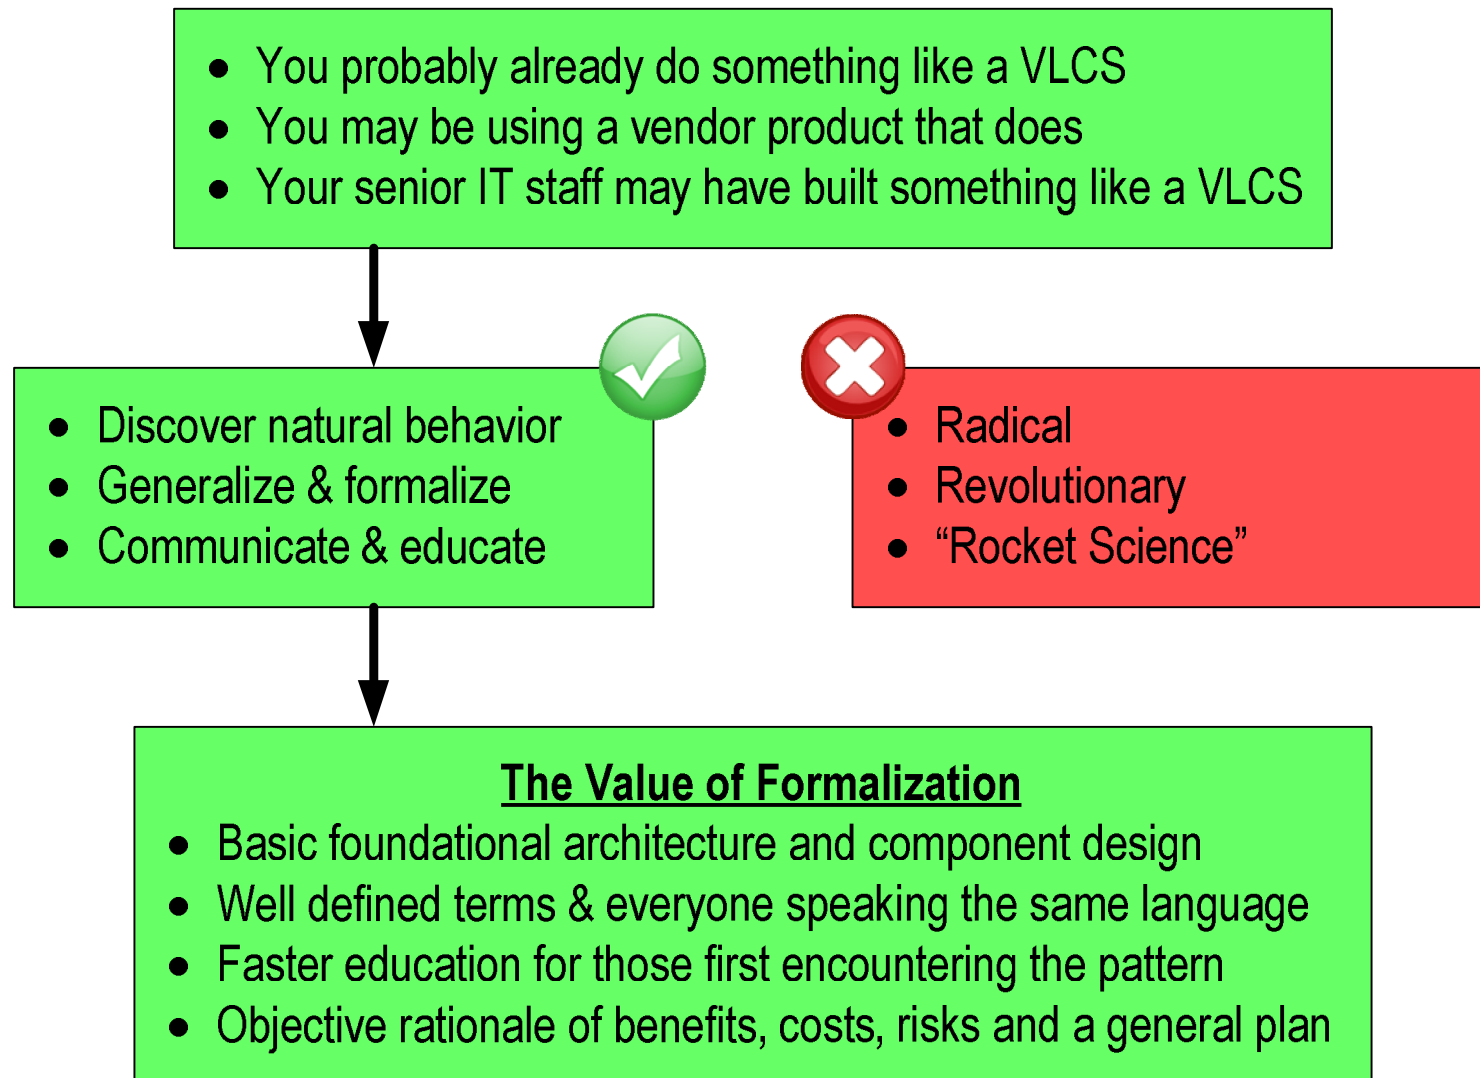 • You probably already do something like a VLCS
• You may be using a vendor product that does
• Your senior IT staff may have built something like a VLCS
• Discover natural behavior
• Generalize & formalize
• Communicate & educate
• Radical
• Revolutionary
• “Rocket Science”
The Value of Formalization
• Basic foundational architecture and component design
• Well defined terms & everyone speaking the same language
• Faster education for those first encountering the pattern
• Objective rationale of benefits, costs, risks and a general plan